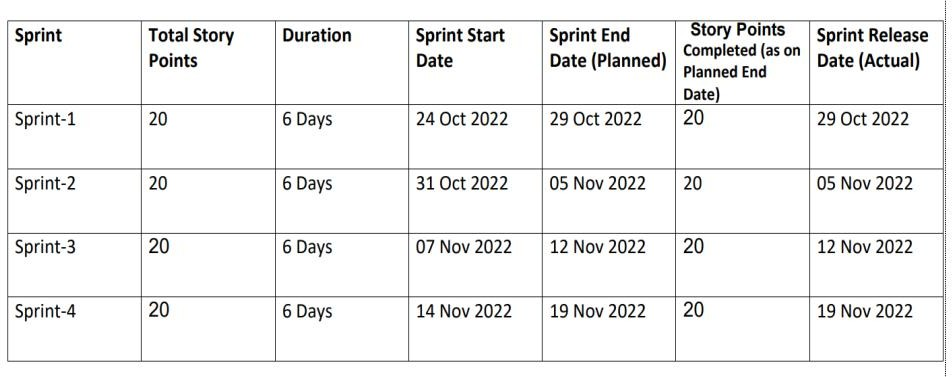 Sprint Total Story Points Duration Sprint Start Date Sprint End Date (Planned) Story Points Completed (as on Planned End Date) Sprint Release Date (Actual)
Sprint-1 20 6 Days 24 Oct 2022 29 Oct 2022 20 29 Oct 2022
Sprint-2 20 6 Days 31 Oct 2022 05 Nov 2022 20 05 Nov 2022
Sprint-3 20 6 Days 07 Nov 2022 12 Nov 2022 20 12 Nov 2022
Sprint-4 20 6 Days 14 Nov 2022 19 Nov 2022 20 19 Nov 2022